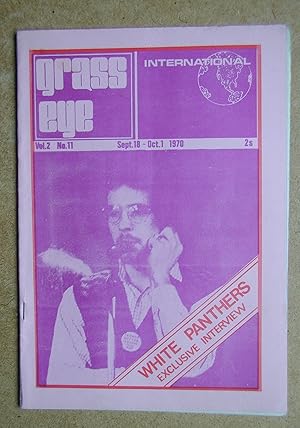 grass
eye
INTERNATIONAL
Vol.2 No.11 Sept.18 - Oct.1 1970 2s
WHITE PANTHERS
EXCLUSIVE INTERVIEW